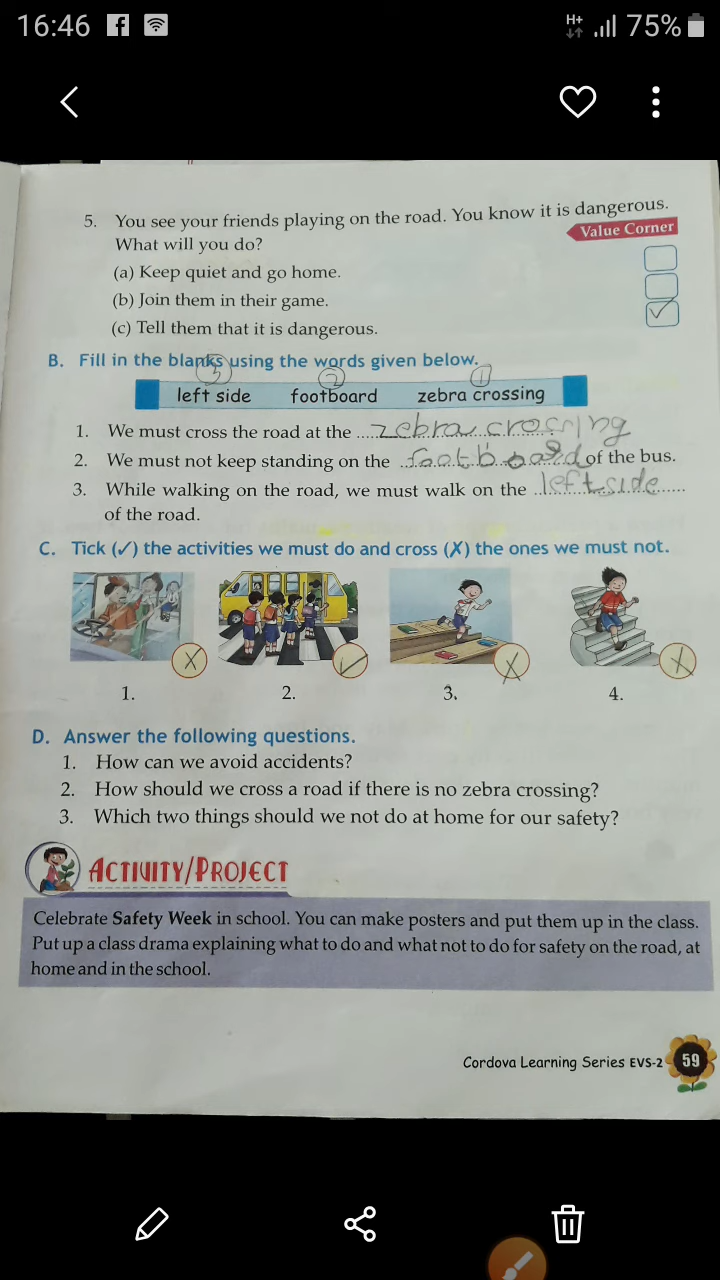 16:46
H+
75%
5. You see your friends playing on the road. You know it is dangerous.
Value Corner
What will you do?
(a) Keep quiet and go home.
(b) Join them in their game.
(c) Tell them that it is dangerous.
✓
B. Fill in the blanks using the words given below.
3 2 1
left side footboard zebra crossing
1. We must cross the road at the zebra crossing
2. We must not keep standing on the footboard of the bus.
3. While walking on the road, we must walk on the left side
of the road.
C. Tick (✓) the activities we must do and cross (✗) the ones we must not.
✗ ✓ ✗ ✗
1. 2. 3. 4.
D. Answer the following questions.
1. How can we avoid accidents?
2. How should we cross a road if there is no zebra crossing?
3. Which two things should we not do at home for our safety?
ACTIVITY/PROJECT
Celebrate Safety Week in school. You can make posters and put them up in the class.
Put up a class drama explaining what to do and what not to do for safety on the road, at
home and in the school.
Cordova Learning Series EVS-2 59